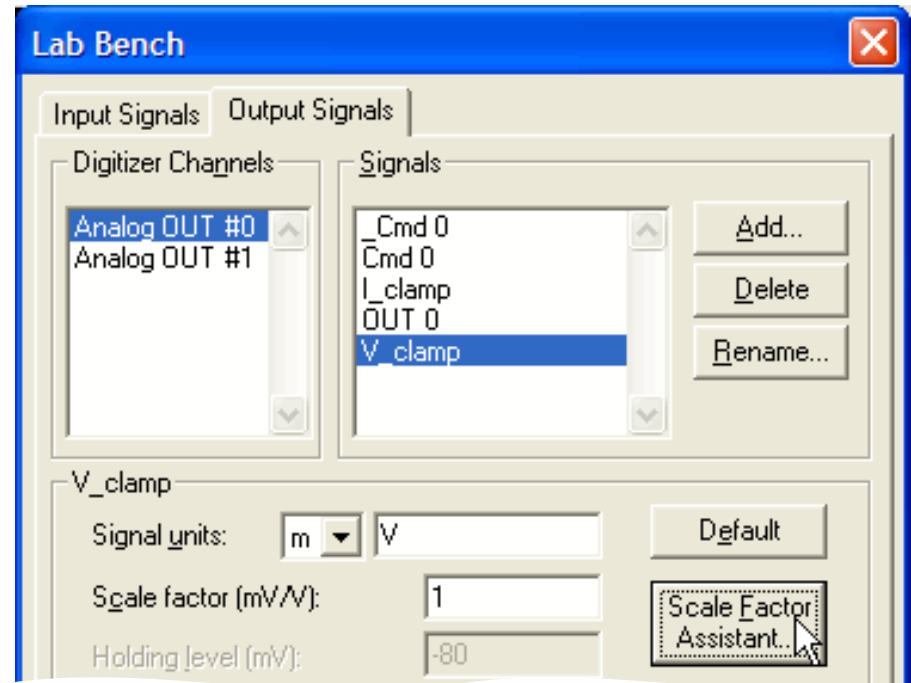 Lab Bench
Input Signals
Output Signals
Digitizer Channels
Analog OUT #0
Analog OUT #1
Signals
_Cmd 0
Cmd 0
I_clamp
OUT 0
V_clamp
Add...
Delete
Rename...
V_clamp
Signal units:
m
V
Default
Scale factor (mV/V):
1
Scale Factor
Assistant...
Holding level (mV):
-80